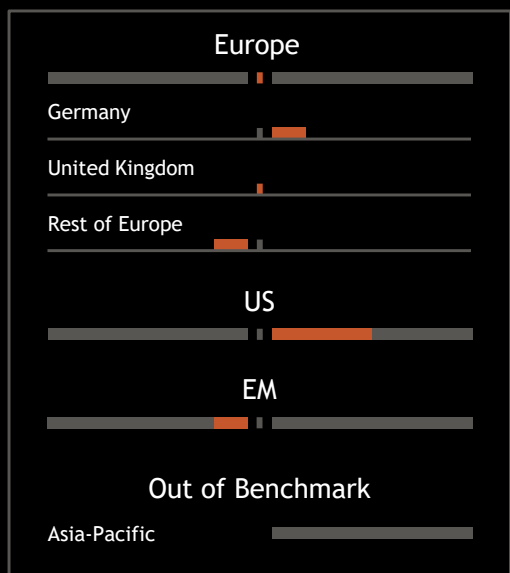 Europe
Germany
United Kingdom
Rest of Europe
US
EM
Out of Benchmark
Asia-Pacific